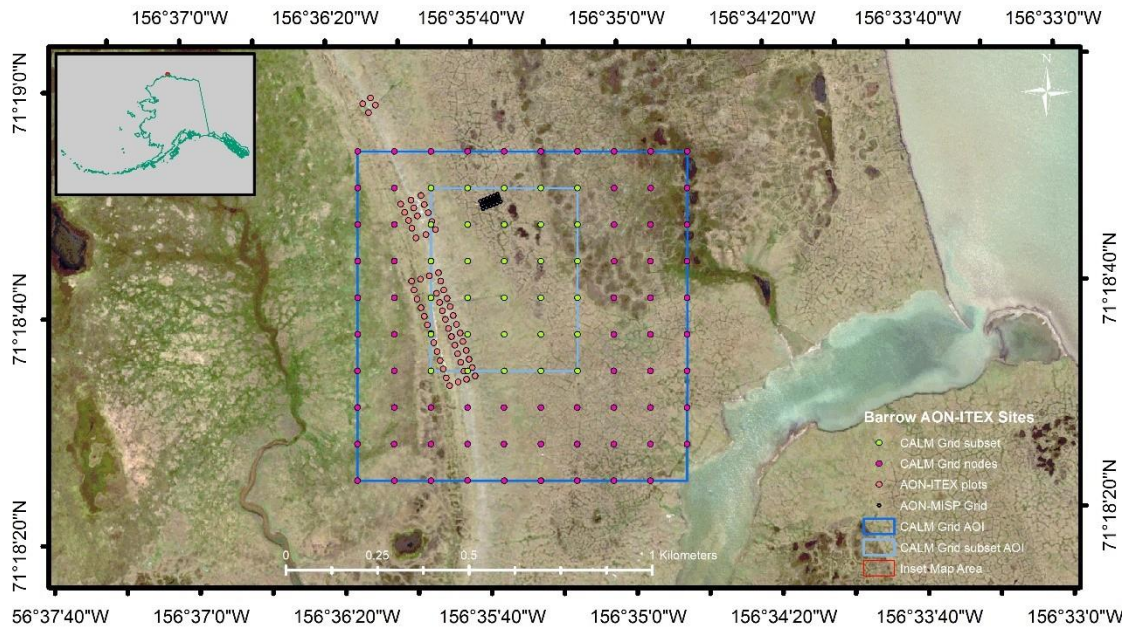 156°37'0"W 156°36'20"W 156°35'40"W 156°35'0"W 156°34'20"W 156°33'40"W 156°33'0"W
71°19'0"N
71°18'40"N
71°18'20"N
N
71°18'40"N
71°18'20"N
Barrow AON-ITEX Sites
CALM Grid subset
CALM Grid nodes
AON-ITEX plots
AON-MISP Grid
CALM Grid AOI
CALM Grid subset AOI
Inset Map Area
0 0.25 0.5 1 Kilometers
156°37'40"W 156°37'0"W 156°36'20"W 156°35'40"W 156°35'0"W 156°34'20"W 156°33'40"W 156°33'0"W